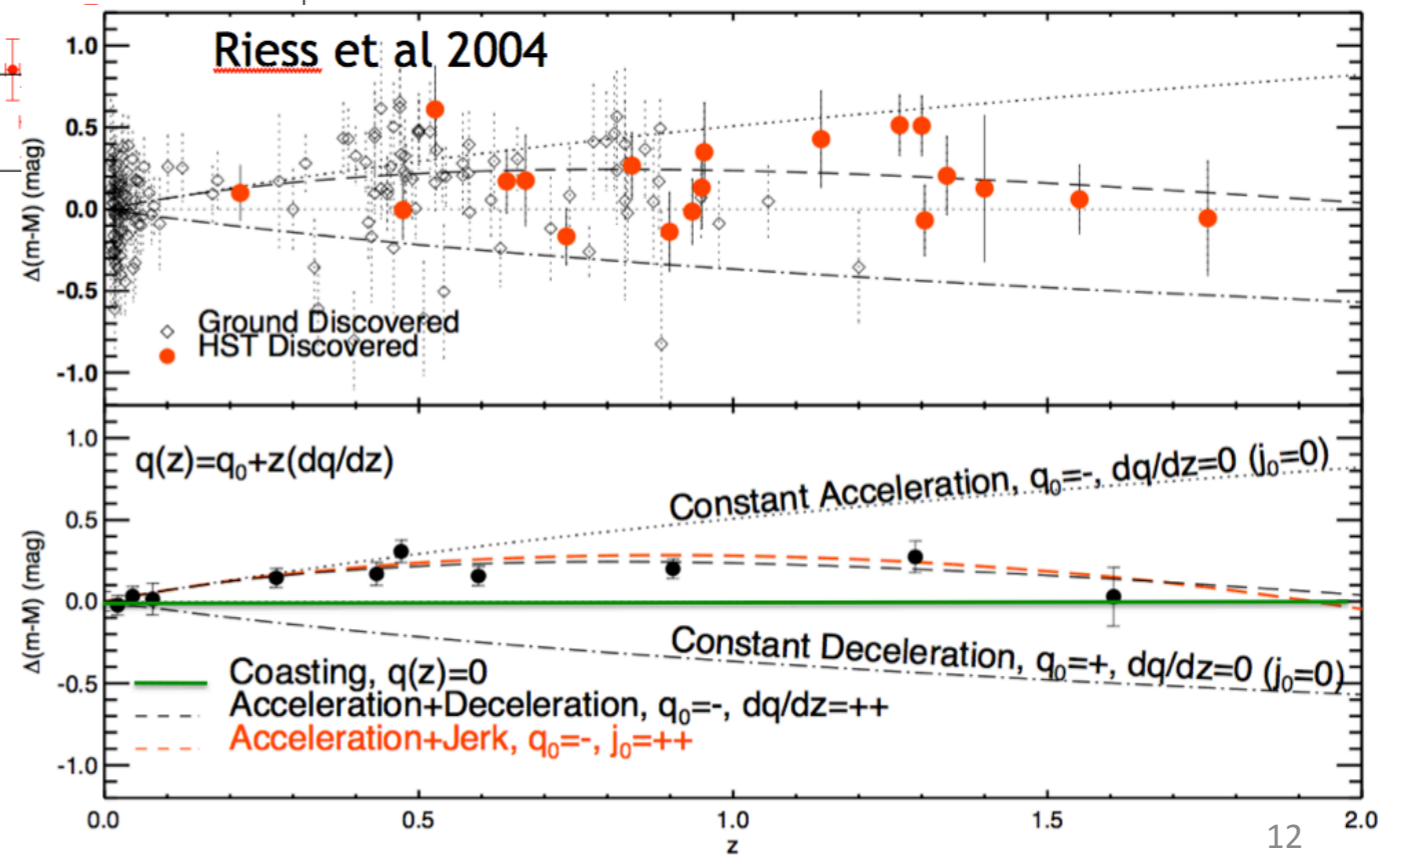 Riess et al 2004
1.0
0.5
0.0
-0.5
-1.0
Δ(m-M) (mag)
Ground Discovered
HST Discovered
q(z)=q₀+z(dq/dz)
Constant Acceleration, q₀=-, dq/dz=0 (j₀=0)
1.0
0.5
0.0
-0.5
-1.0
Δ(m-M) (mag)
Constant Deceleration, q₀=+, dq/dz=0 (j₀=0)
Coasting, q(z)=0
Acceleration+Deceleration, q₀=-, dq/dz=++
Acceleration+Jerk, q₀=-, j₀=++
0.0 0.5 1.0 1.5 2.0
z
12